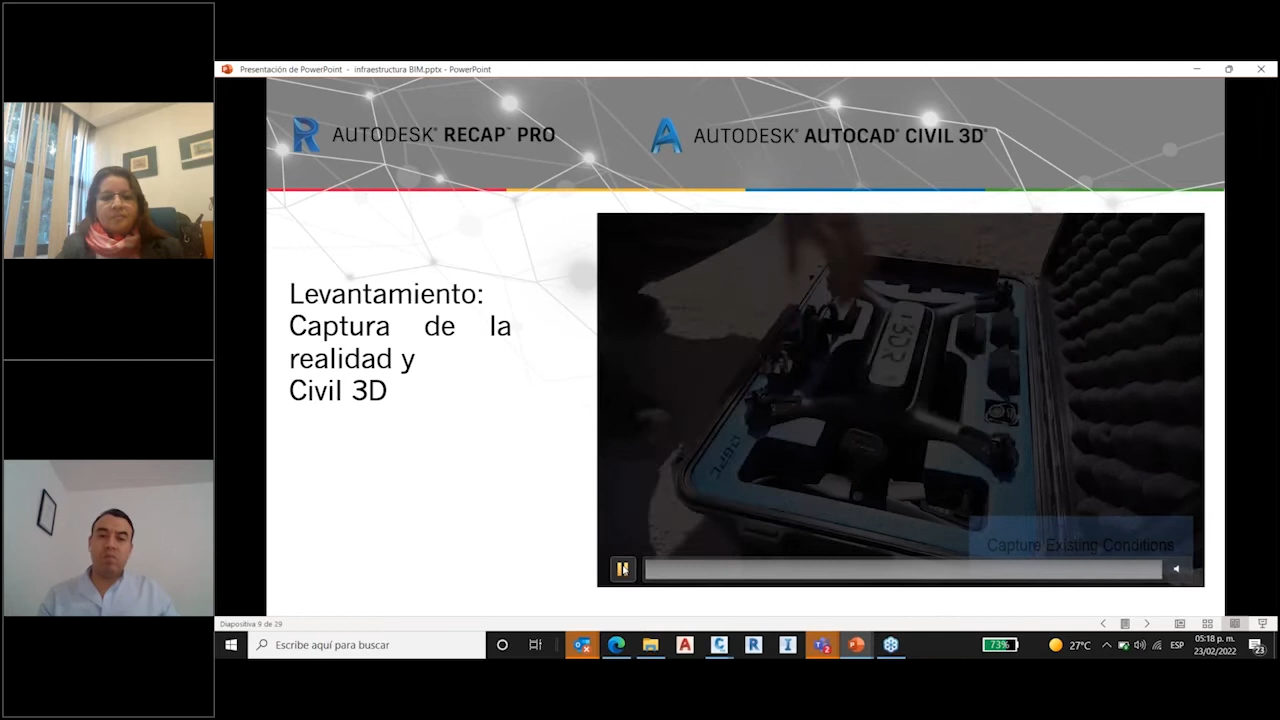 Presentación de PowerPoint - infraestructura BIM.pptx - PowerPoint
AUTODESK® RECAP™ PRO
AUTODESK® AUTOCAD® CIVIL 3D®
Levantamiento:
Captura de la
realidad y
Civil 3D
Capture Existing Conditions
Diapositiva 9 de 29
Escribe aquí para buscar
73%
27°C
ESP
05:18 p. m.
23/02/2022
23